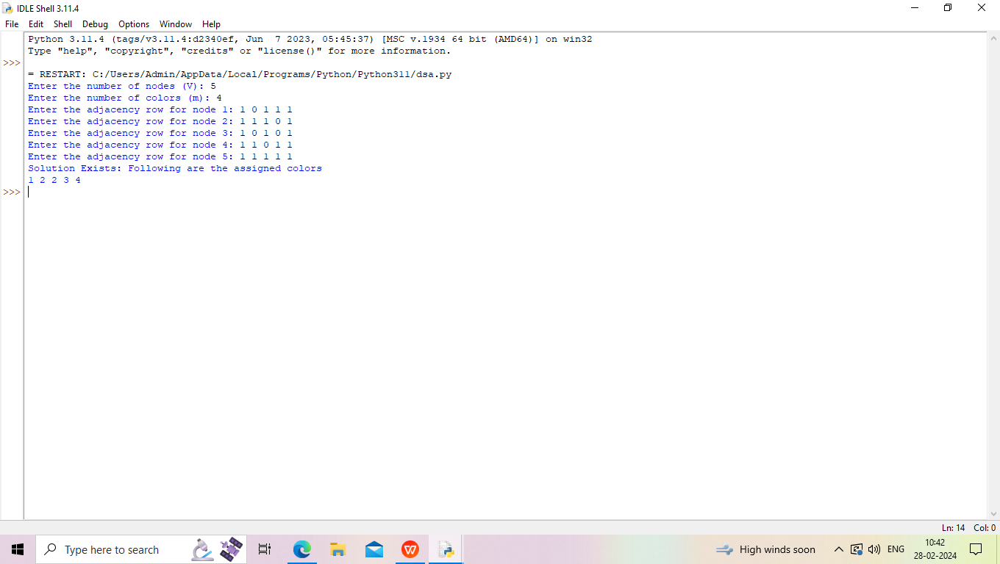 IDLE Shell 3.11.4
File Edit Shell Debug Options Window Help
Python 3.11.4 (tags/v3.11.4:d2340ef, Jun  7 2023, 05:45:37) [MSC v.1934 64 bit (AMD64)] on win32
Type "help", "copyright", "credits" or "license()" for more information.
>>>
= RESTART: C:/Users/Admin/AppData/Local/Programs/Python/Python311/dsa.py
Enter the number of nodes (V): 5
Enter the number of colors (m): 4
Enter the adjacency row for node 1: 1 0 1 1 1
Enter the adjacency row for node 2: 1 1 1 0 1
Enter the adjacency row for node 3: 1 0 1 0 1
Enter the adjacency row for node 4: 1 1 0 1 1
Enter the adjacency row for node 5: 1 1 1 1 1
Solution Exists: Following are the assigned colors
1 2 2 3 4
>>>
Ln: 14 Col: 0
Type here to search
W
High winds soon
ENG
10:42
28-02-2024